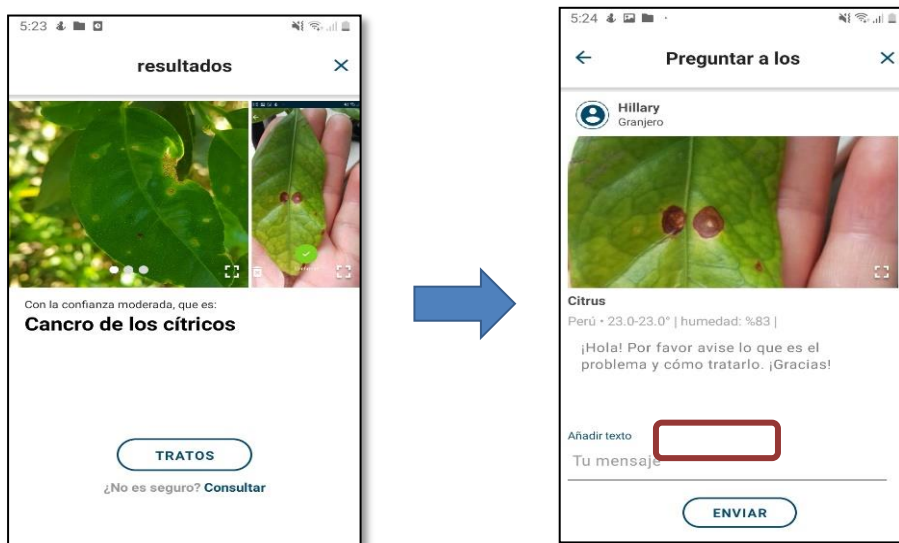 5:23
resultados
Con la confianza moderada, que es:
Cancro de los cítricos
TRATOS
¿No es seguro? Consultar
5:24
Preguntar a los
Hillary
Granjero
Citrus
Perú • 23.0-23.0° | humedad: %83 |
¡Hola! Por favor avise lo que es el
problema y cómo tratarlo. ¡Gracias!
Añadir texto
Tu mensaje
ENVIAR